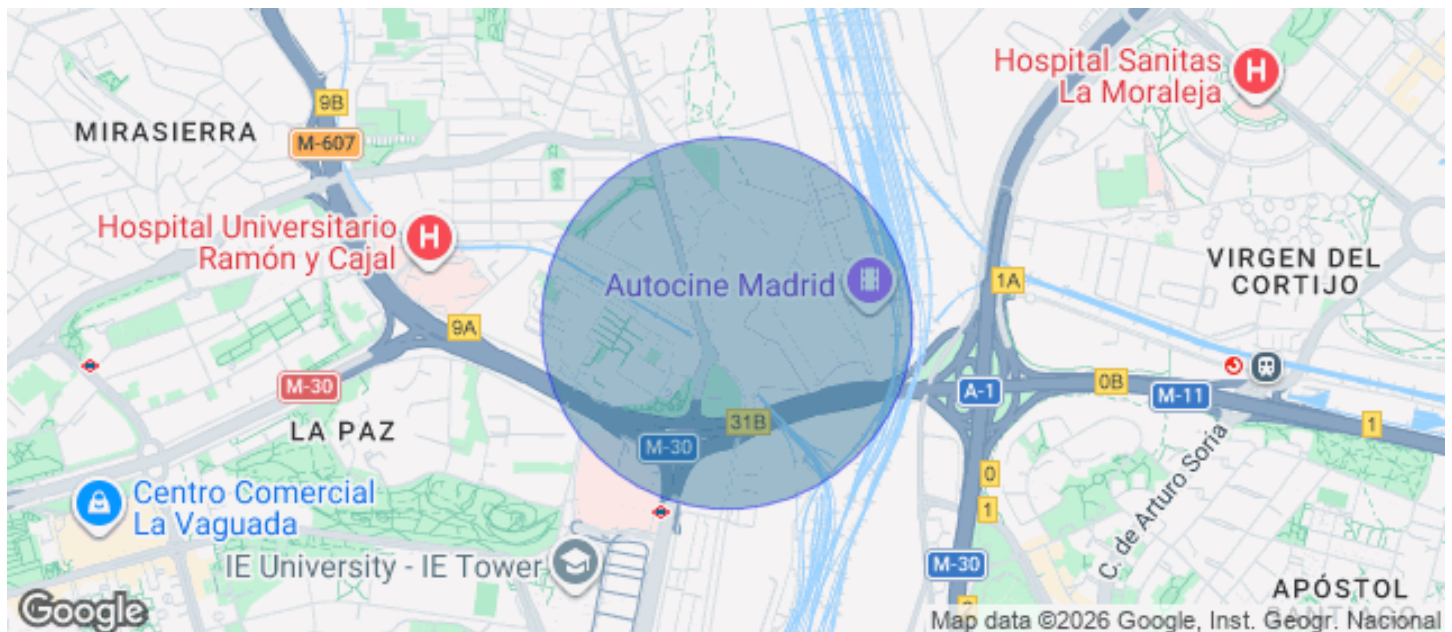 Hospital Sanitas
La Moraleja
9B
MIRASIERRA
M-607
Hospital Universitario
Ramón y Cajal
H
H
VIRGEN DEL
CORTIJO
Autocine Madrid
1A
9A
M-30
A-1
0B
M-11
1
LA PAZ
31B
M-30
0
1
C. de Arturo Soria
Centro Comercial
La Vaguada
IE University - IE Tower
M-30
APÓSTOL
SANTIAGO
Google
Map data ©2026 Google, Inst. Geogr. Nacional